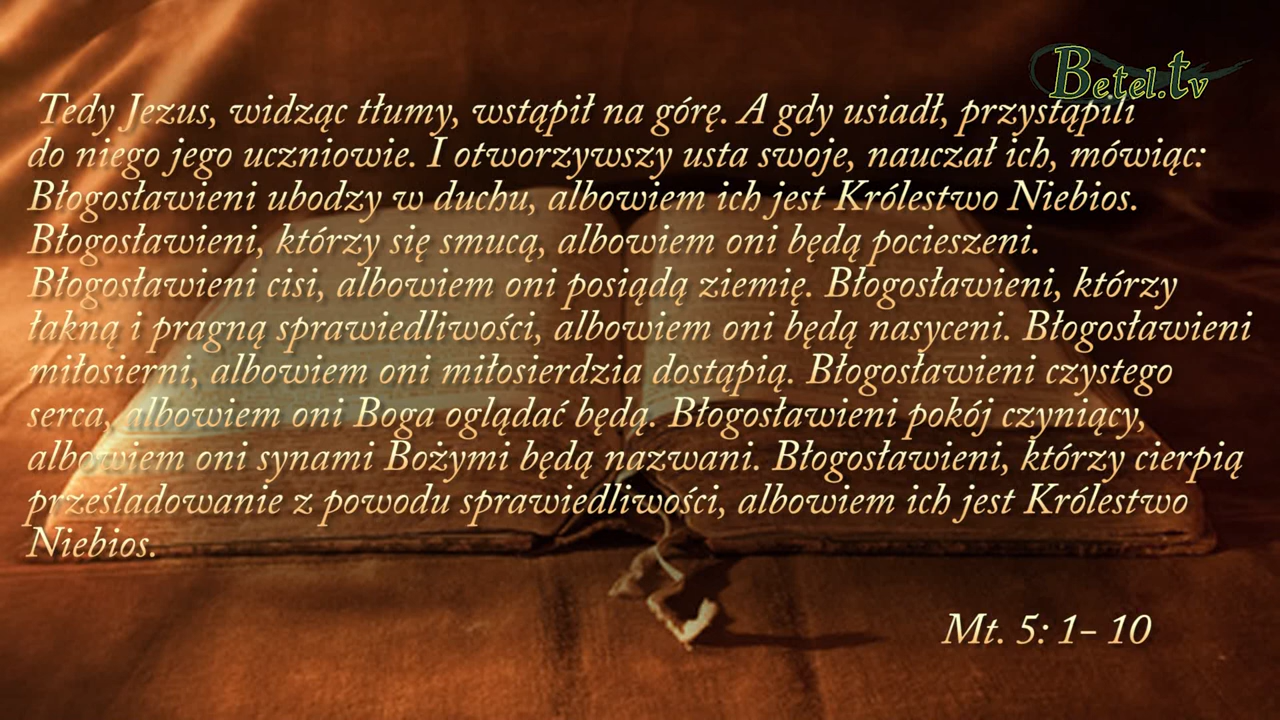 Betel.tv
Tedy Jezus, widząc tłumy, wstąpił na górę. A gdy usiadł, przystąpili
do niego jego uczniowie. I otworzywszy usta swoje, nauczał ich, mówiąc:
Błogosławieni ubodzy w duchu, albowiem ich jest Królestwo Niebios.
Błogosławieni, którzy się smucą, albowiem oni będą pocieszeni.
Błogosławieni cisi, albowiem oni posiądą ziemię. Błogosławieni, którzy
łakną i pragną sprawiedliwości, albowiem oni będą nasyceni. Błogosławieni
miłosierni, albowiem oni miłosierdzia dostąpią. Błogosławieni czystego
serca, albowiem oni Boga oglądać będą. Błogosławieni pokój czyniący,
albowiem oni synami Bożymi będą nazwani. Błogosławieni, którzy cierpią
prześladowanie z powodu sprawiedliwości, albowiem ich jest Królestwo
Niebios.
Mt. 5: 1- 10